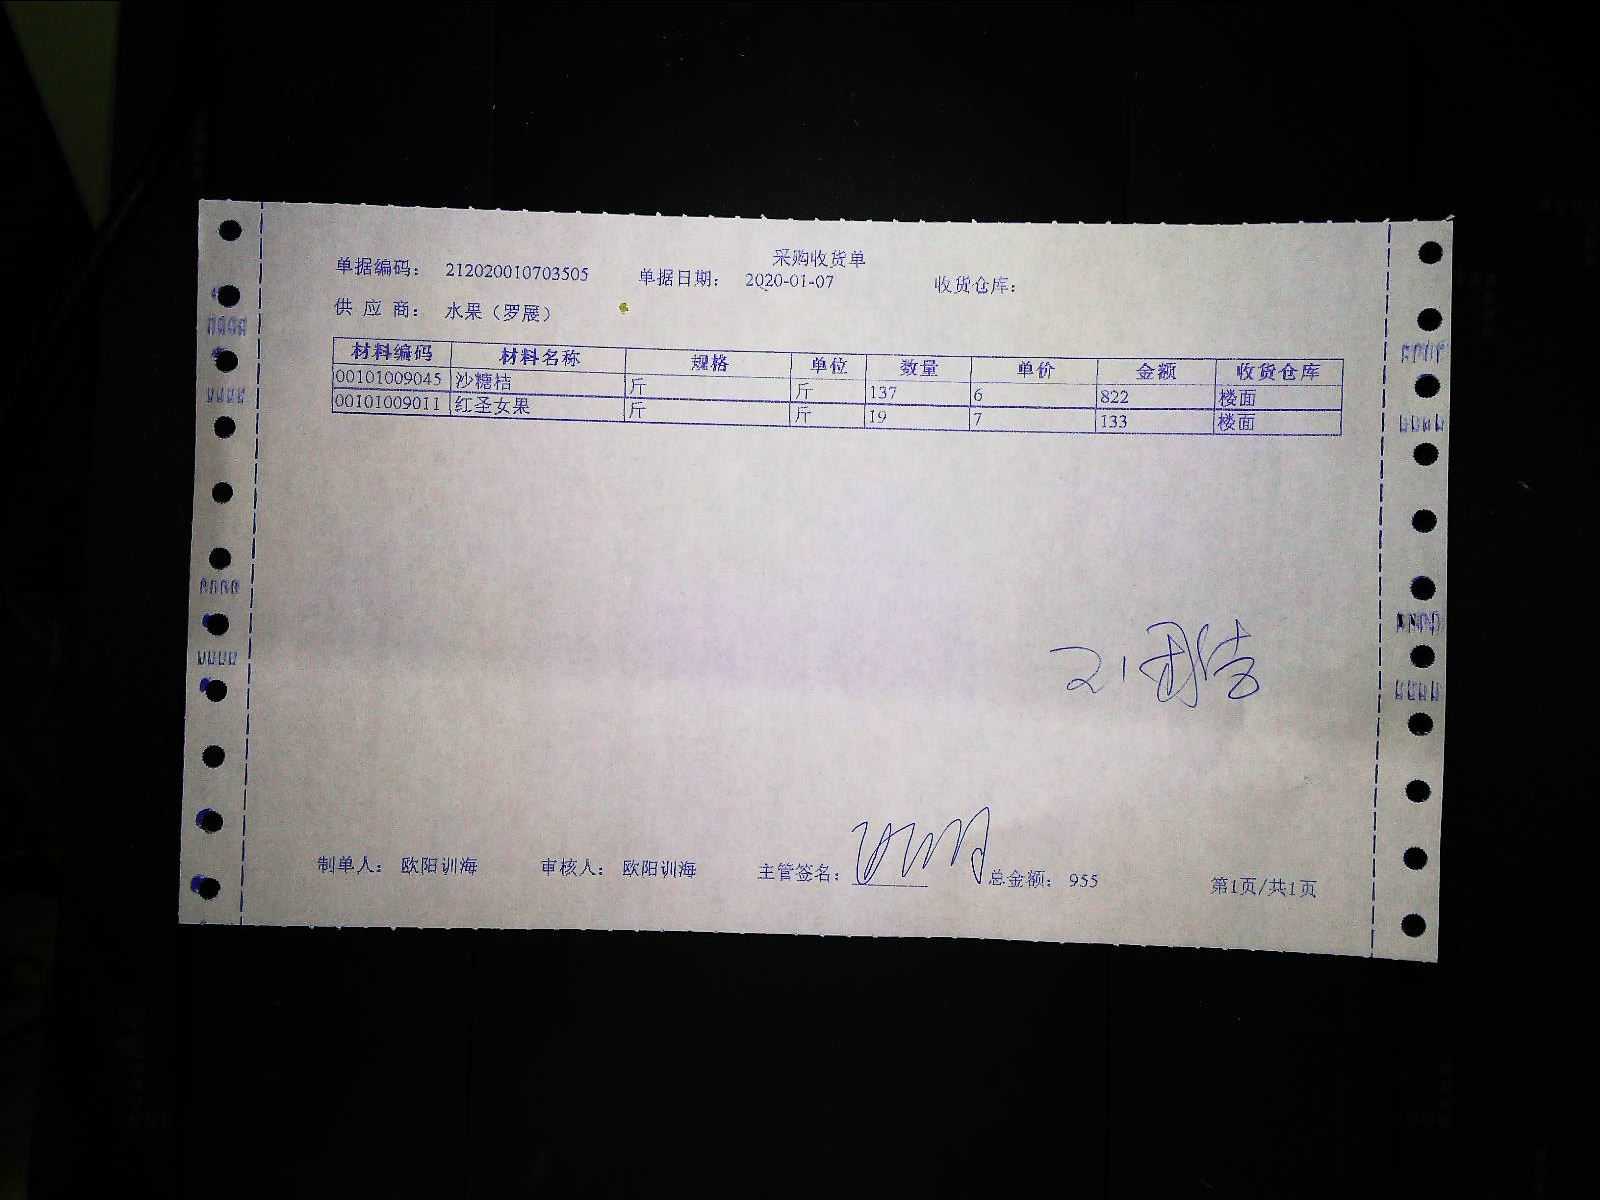 采购收货单
单据编码: 212020010703505 单据日期: 2020-01-07 收货仓库:
供应商: 水果（罗屐）
材料编码 材料名称 规格 单位 数量 单价 金额 收货仓库
00101009045 沙糖桔 斤 斤 137 6 822 楼面
00101009011 红圣女果 斤 斤 19 7 133 楼面
制单人: 欧阳训海 审核人: 欧阳训海 主管签名: 总金额: 955 第1页/共1页